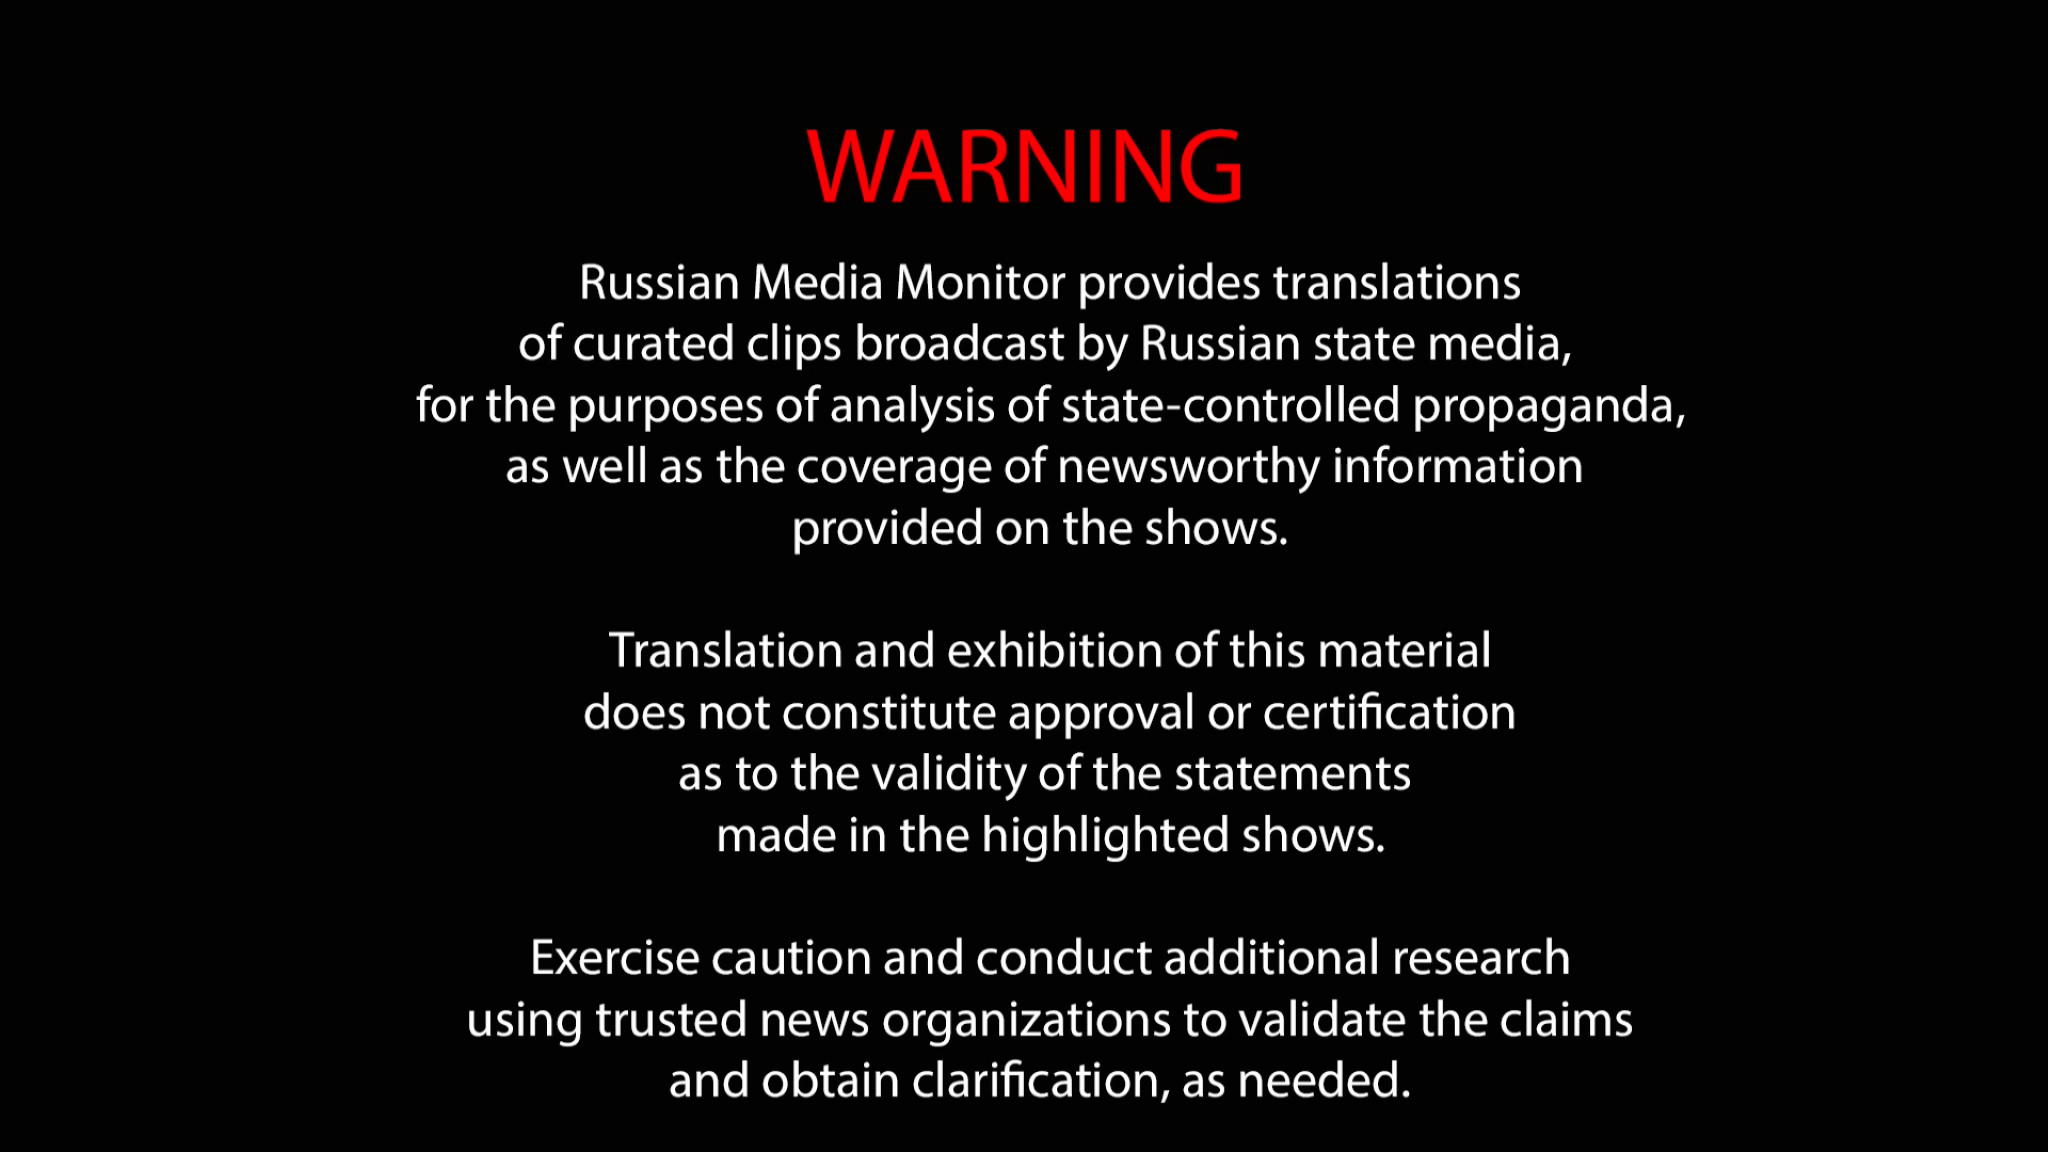 WARNING
Russian Media Monitor provides translations
of curated clips broadcast by Russian state media,
for the purposes of analysis of state-controlled propaganda,
as well as the coverage of newsworthy information
provided on the shows.
Translation and exhibition of this material
does not constitute approval or certification
as to the validity of the statements
made in the highlighted shows.
Exercise caution and conduct additional research
using trusted news organizations to validate the claims
and obtain clarification, as needed.